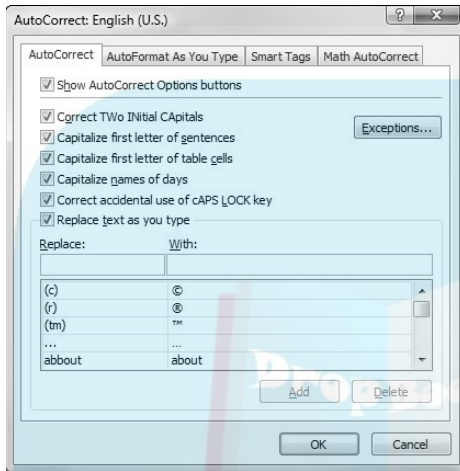 AutoCorrect: English (U.S.)
AutoCorrect AutoFormat As You Type Smart Tags Math AutoCorrect
Show AutoCorrect Options buttons
Correct TWo INitial CApitals
Exceptions...
Capitalize first letter of sentences
Capitalize first letter of table cells
Capitalize names of days
Correct accidental use of cAPS LOCK key
Replace text as you type
Replace: With:
(c) ©
(r) ®
(tm) ™
... ...
abbout about
Add Delete
OK Cancel